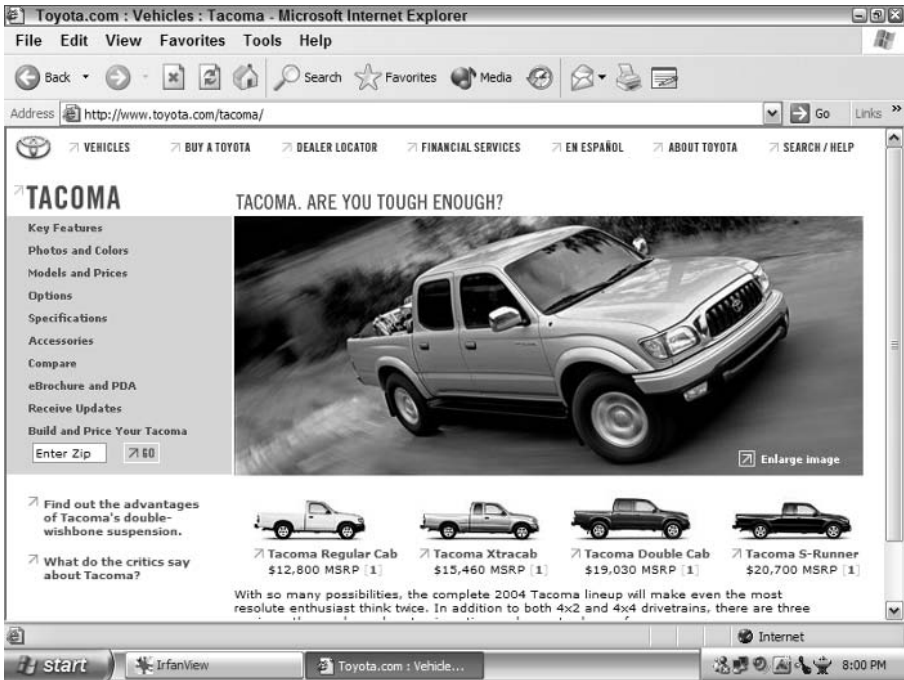 Toyota.com : Vehicles : Tacoma - Microsoft Internet Explorer
File Edit View Favorites Tools Help
Back Search Favorites Media
Address http://www.toyota.com/tacoma/ Go Links »
VEHICLES BUY A TOYOTA DEALER LOCATOR FINANCIAL SERVICES EN ESPAÑOL ABOUT TOYOTA SEARCH / HELP
TACOMA
TACOMA. ARE YOU TOUGH ENOUGH?
Key Features
Photos and Colors
Models and Prices
Options
Specifications
Accessories
Compare
eBrochure and PDA
Receive Updates
Build and Price Your Tacoma
Enter Zip GO
Enlarge image
Find out the advantages
of Tacoma's double-
wishbone suspension.
What do the critics say
about Tacoma?
Tacoma Regular Cab
$12,800 MSRP [1]
Tacoma Xtracab
$15,460 MSRP [1]
Tacoma Double Cab
$19,030 MSRP [1]
Tacoma S-Runner
$20,700 MSRP [1]
With so many possibilities, the complete 2004 Tacoma lineup will make even the most
resolute enthusiast think twice. In addition to both 4x2 and 4x4 drivetrains, there are three
Internet
start IrfanView Toyota.com : Vehicle... 8:00 PM